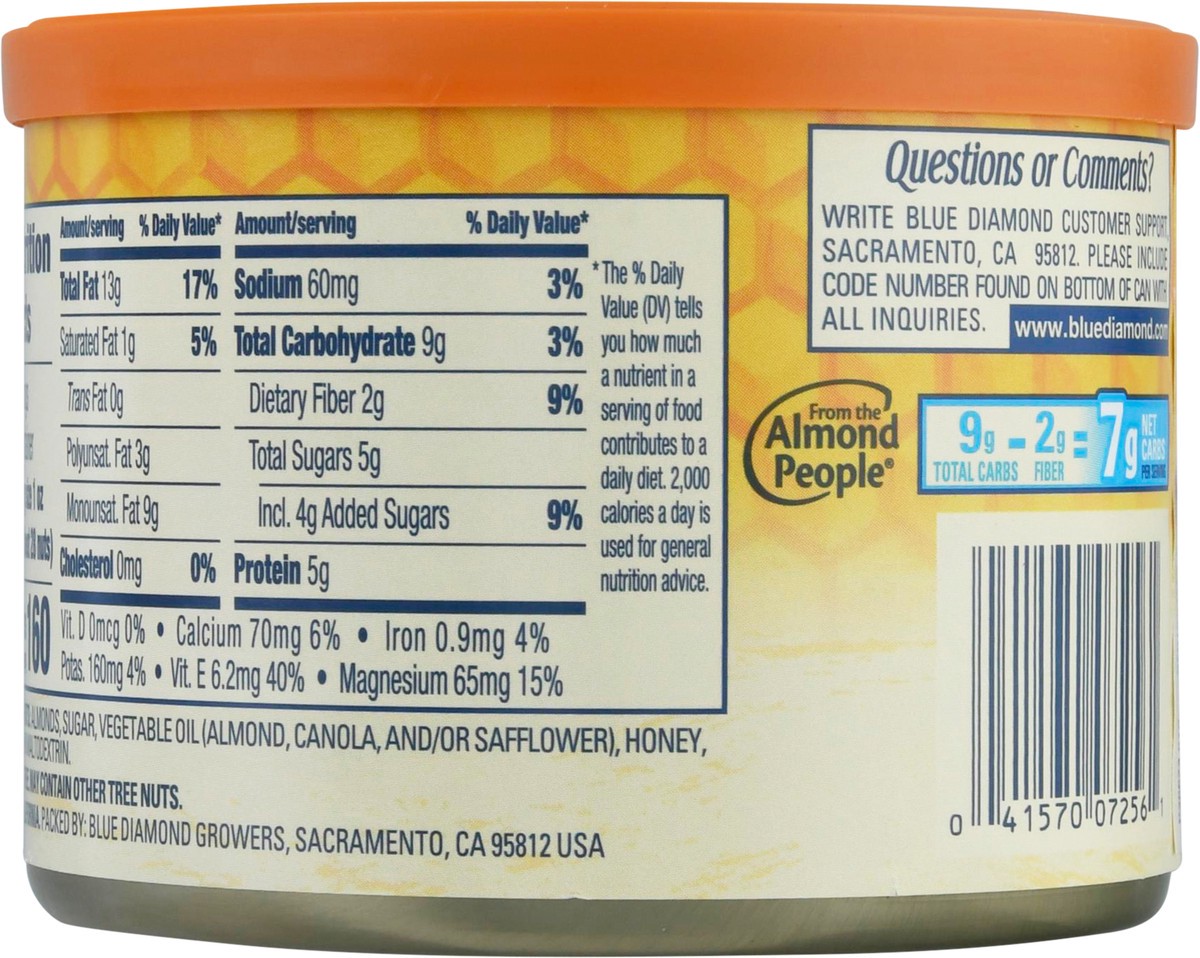 Amount/serving % Daily Value*
Total Fat 13g 17%
Saturated Fat 1g 5%
Trans Fat 0g
Polyunsat. Fat 3g
Monounsat. Fat 9g
Cholesterol 0mg 0%
Amount/serving % Daily Value*
Sodium 60mg 3%
Total Carbohydrate 9g 3%
Dietary Fiber 2g 9%
Total Sugars 5g
Incl. 4g Added Sugars 9%
Protein 5g
160
Vit. D 0mcg 0% • Calcium 70mg 6% • Iron 0.9mg 4%
Potas. 160mg 4% • Vit. E 6.2mg 40% • Magnesium 65mg 15%
*The % Daily
Value (DV) tells
you how much
a nutrient in a
serving of food
contributes to a
daily diet. 2,000
calories a day is
used for general
nutrition advice.
ALMONDS, SUGAR, VEGETABLE OIL (ALMOND, CANOLA, AND/OR SAFFLOWER), HONEY,
MAY CONTAIN OTHER TREE NUTS.
PACKED BY: BLUE DIAMOND GROWERS, SACRAMENTO, CA 95812 USA
Questions or Comments?
WRITE BLUE DIAMOND CUSTOMER SUPPORT,
SACRAMENTO, CA 95812. PLEASE INCLUDE
CODE NUMBER FOUND ON BOTTOM OF CAN WITH
ALL INQUIRIES. www.bluediamond.com
From the
Almond
People®
9g - 2g = 7g NET CARBS PER SERVING
TOTAL CARBS FIBER
0 41570 07256 1